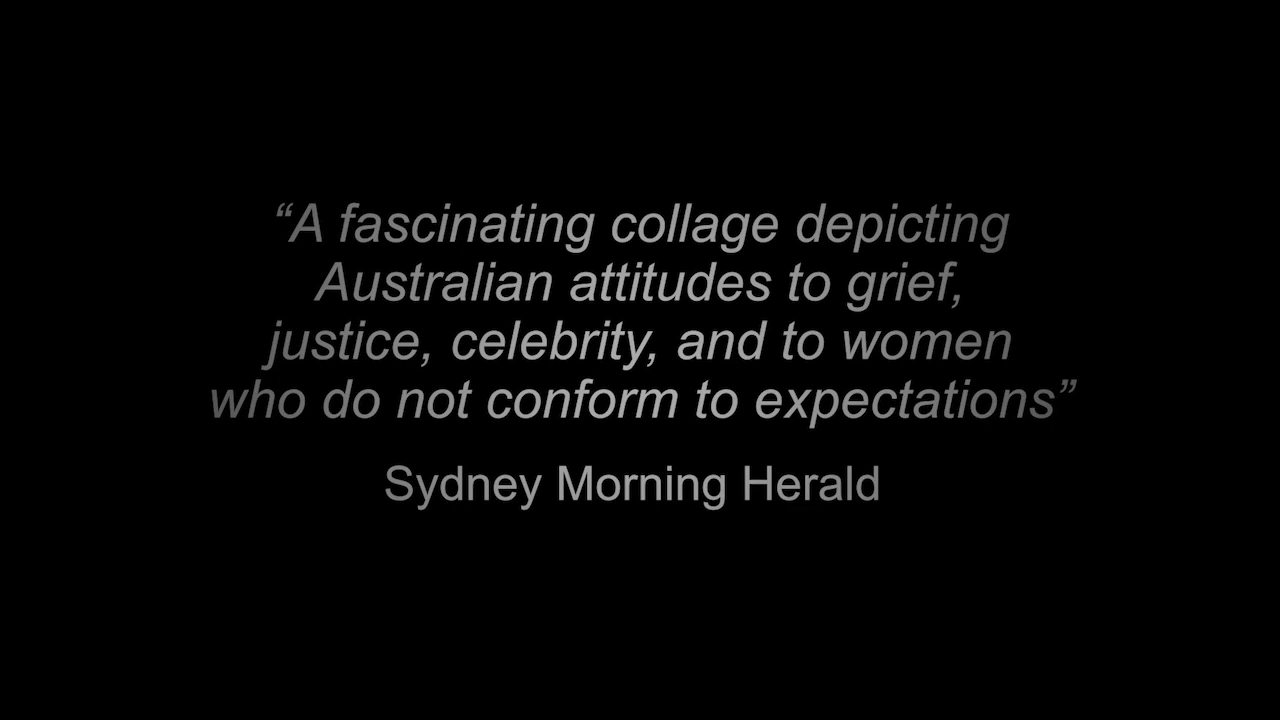 “A fascinating collage depicting
Australian attitudes to grief,
justice, celebrity, and to women
who do not conform to expectations”
Sydney Morning Herald